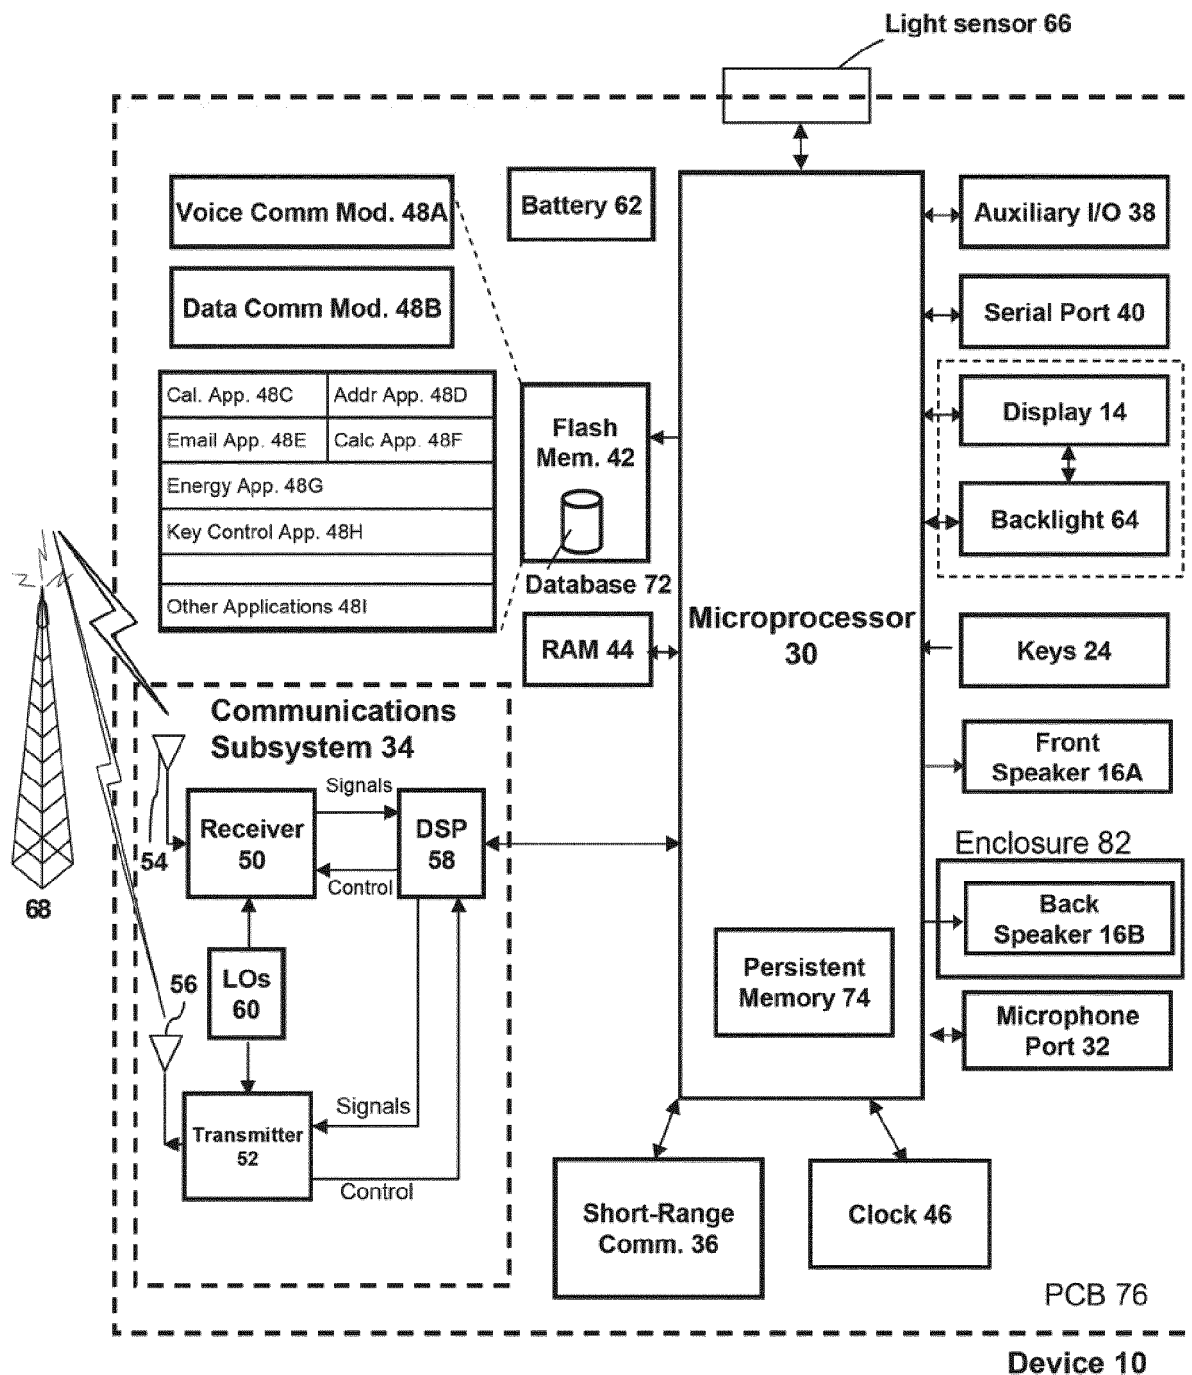 Light sensor 66
Voice Comm Mod. 48A
Battery 62
Auxiliary I/O 38
Data Comm Mod. 48B
Serial Port 40
Cal. App. 48C
Addr App. 48D
Email App. 48E
Calc App. 48F
Energy App. 48G
Key Control App. 48H
Other Applications 48I
Flash
Mem. 42
Database 72
RAM 44
Display 14
Backlight 64
Microprocessor
30
Keys 24
Front
Speaker 16A
Enclosure 82
Back
Speaker 16B
Persistent
Memory 74
Microphone
Port 32
Communications
Subsystem 34
Signals
Receiver
50
DSP
58
Control
54
68
LOs
60
56
Signals
Transmitter
52
Control
Short-Range
Comm. 36
Clock 46
PCB 76
Device 10